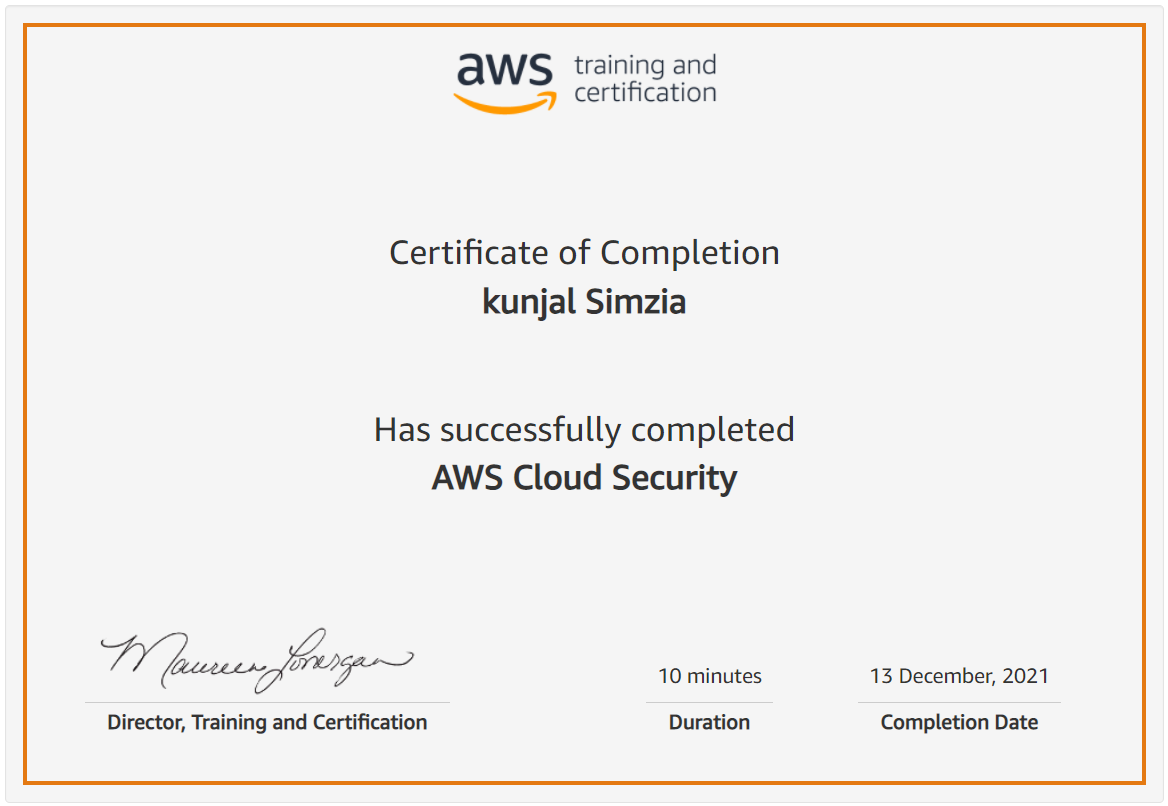 aws training and
certification
Certificate of Completion
kunjal Simzia
Has successfully completed
AWS Cloud Security
Maureen Lonergan
10 minutes
13 December, 2021
Director, Training and Certification
Duration
Completion Date